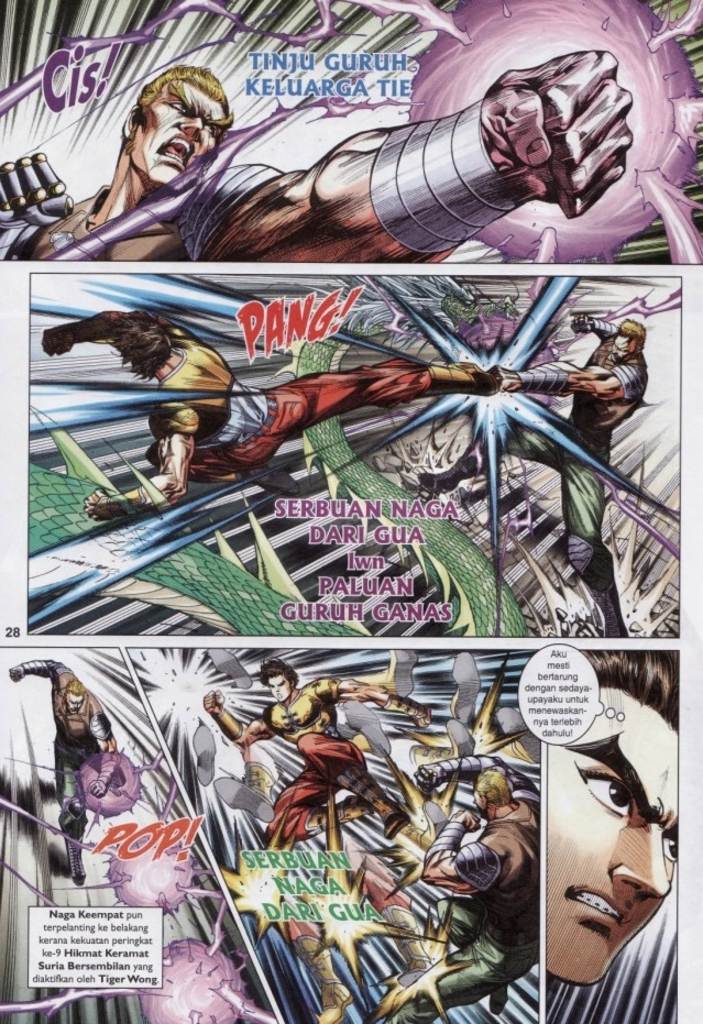 Cis!
TINJU GURUH
KELUARGA TIE
PANG!
SERBUAN NAGA
DARI GUA
lwn
PALUAN
GURUH GANAS
28
Aku
mesti
bertarung
dengan sedaya-
upayaku untuk
menewaskan-
nya terlebih
dahulu!
POP!
SERBUAN
NAGA
DARI GUA
Naga Keempat pun
terpelanting ke belakang
kerana kekuatan peringkat
ke-9 Hikmat Keramat
Suria Bersembilan yang
diaktifkan oleh Tiger Wong.